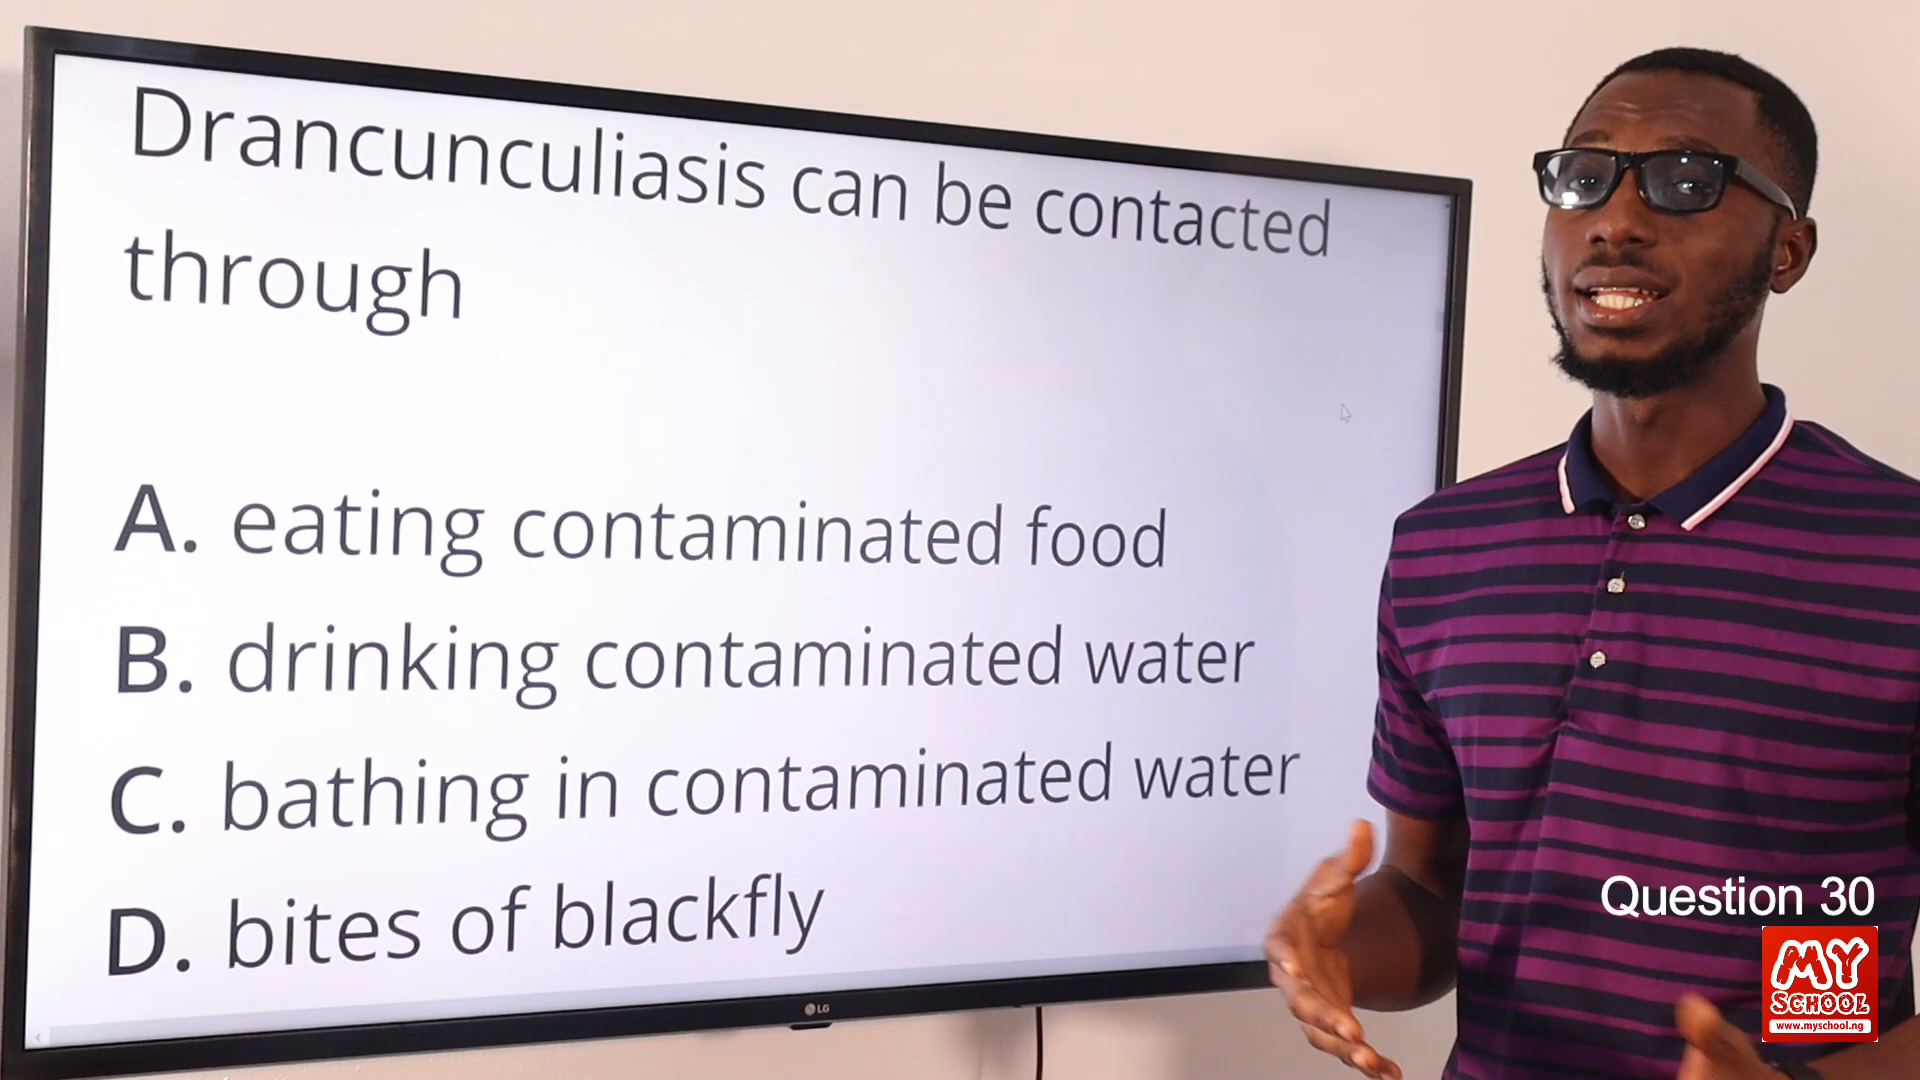 Drancunculiasis can be contacted
through
A. eating contaminated food
B. drinking contaminated water
C. bathing in contaminated water
D. bites of blackfly
LG
Question 30
MY
SCHOOL
www.myschool.ng